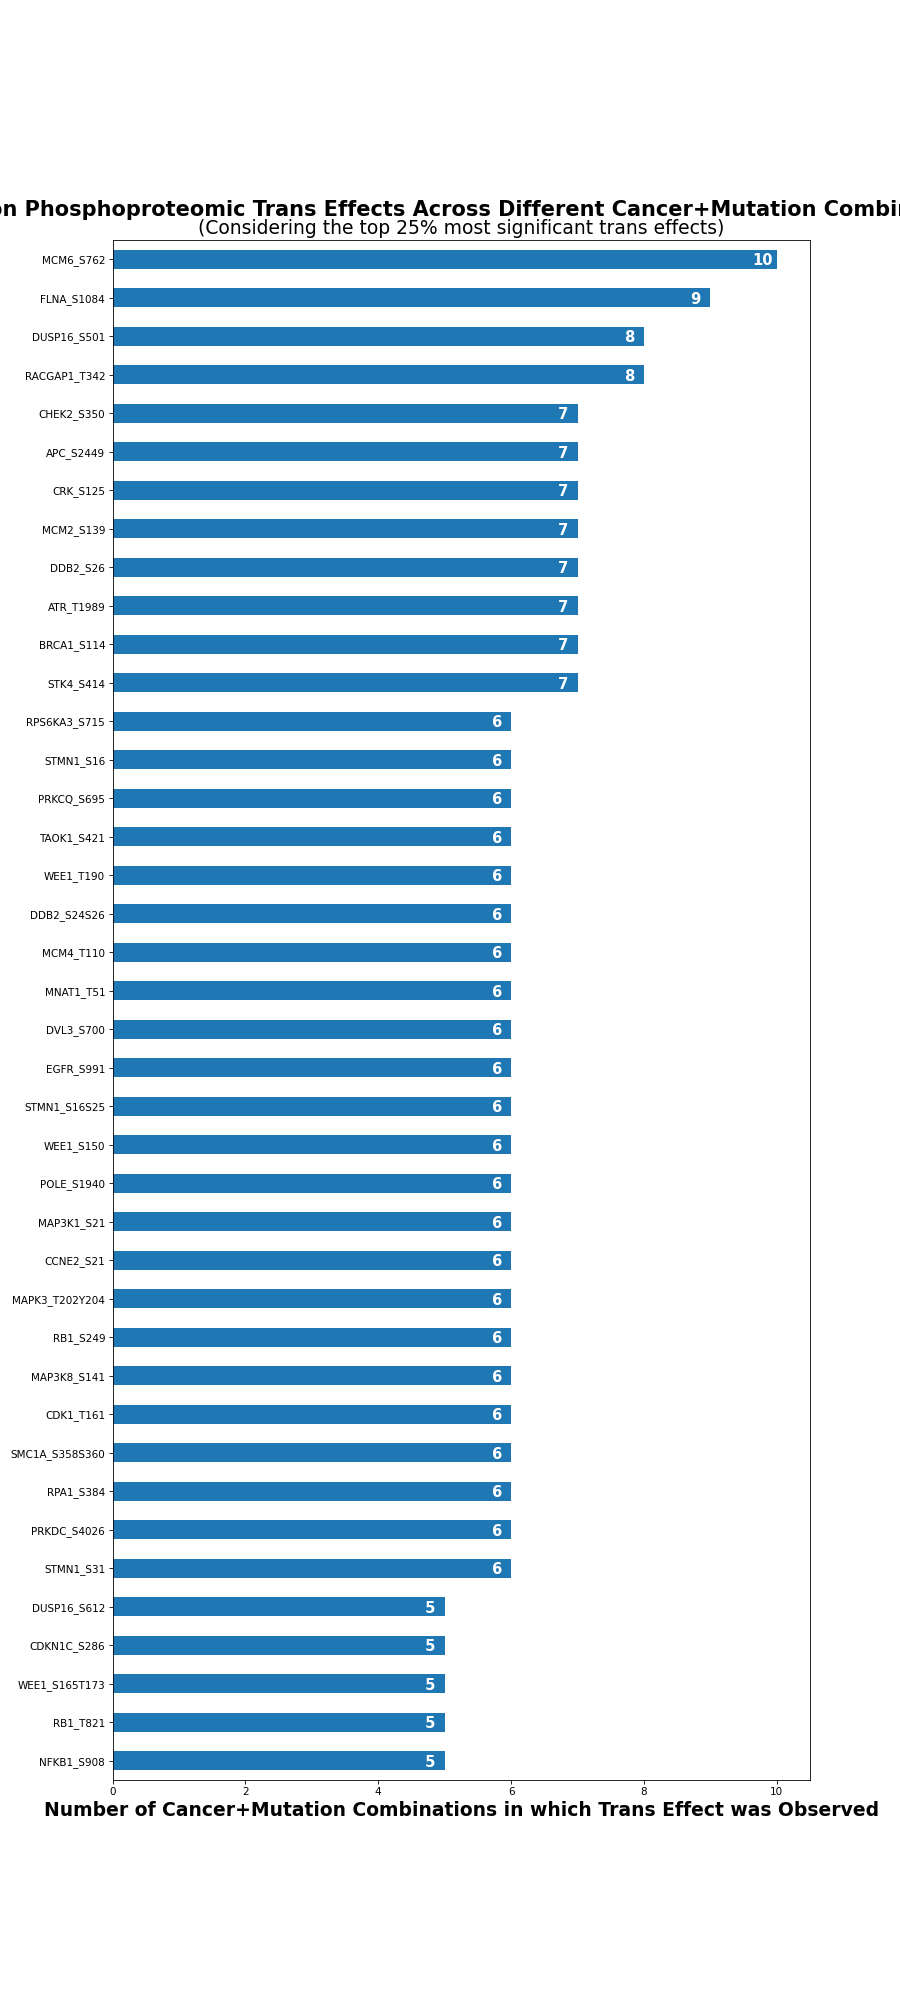 on Phosphoproteomic Trans Effects Across Different Cancer+Mutation Combi
(Considering the top 25% most significant trans effects)
MCM6_S762 10
FLNA_S1084 9
DUSP16_S501 8
RACGAP1_T342 8
CHEK2_S350 7
APC_S2449 7
CRK_S125 7
MCM2_S139 7
DDB2_S26 7
ATR_T1989 7
BRCA1_S114 7
STK4_S414 7
RPS6KA3_S715 6
STMN1_S16 6
PRKCQ_S695 6
TAOK1_S421 6
WEE1_T190 6
DDB2_S24S26 6
MCM4_T110 6
MNAT1_T51 6
DVL3_S700 6
EGFR_S991 6
STMN1_S16S25 6
WEE1_S150 6
POLE_S1940 6
MAP3K1_S21 6
CCNE2_S21 6
MAPK3_T202Y204 6
RB1_S249 6
MAP3K8_S141 6
CDK1_T161 6
SMC1A_S358S360 6
RPA1_S384 6
PRKDC_S4026 6
STMN1_S31 6
DUSP16_S612 5
CDKN1C_S286 5
WEE1_S165T173 5
RB1_T821 5
NFKB1_S908 5
0 2 4 6 8 10
Number of Cancer+Mutation Combinations in which Trans Effect was Observed